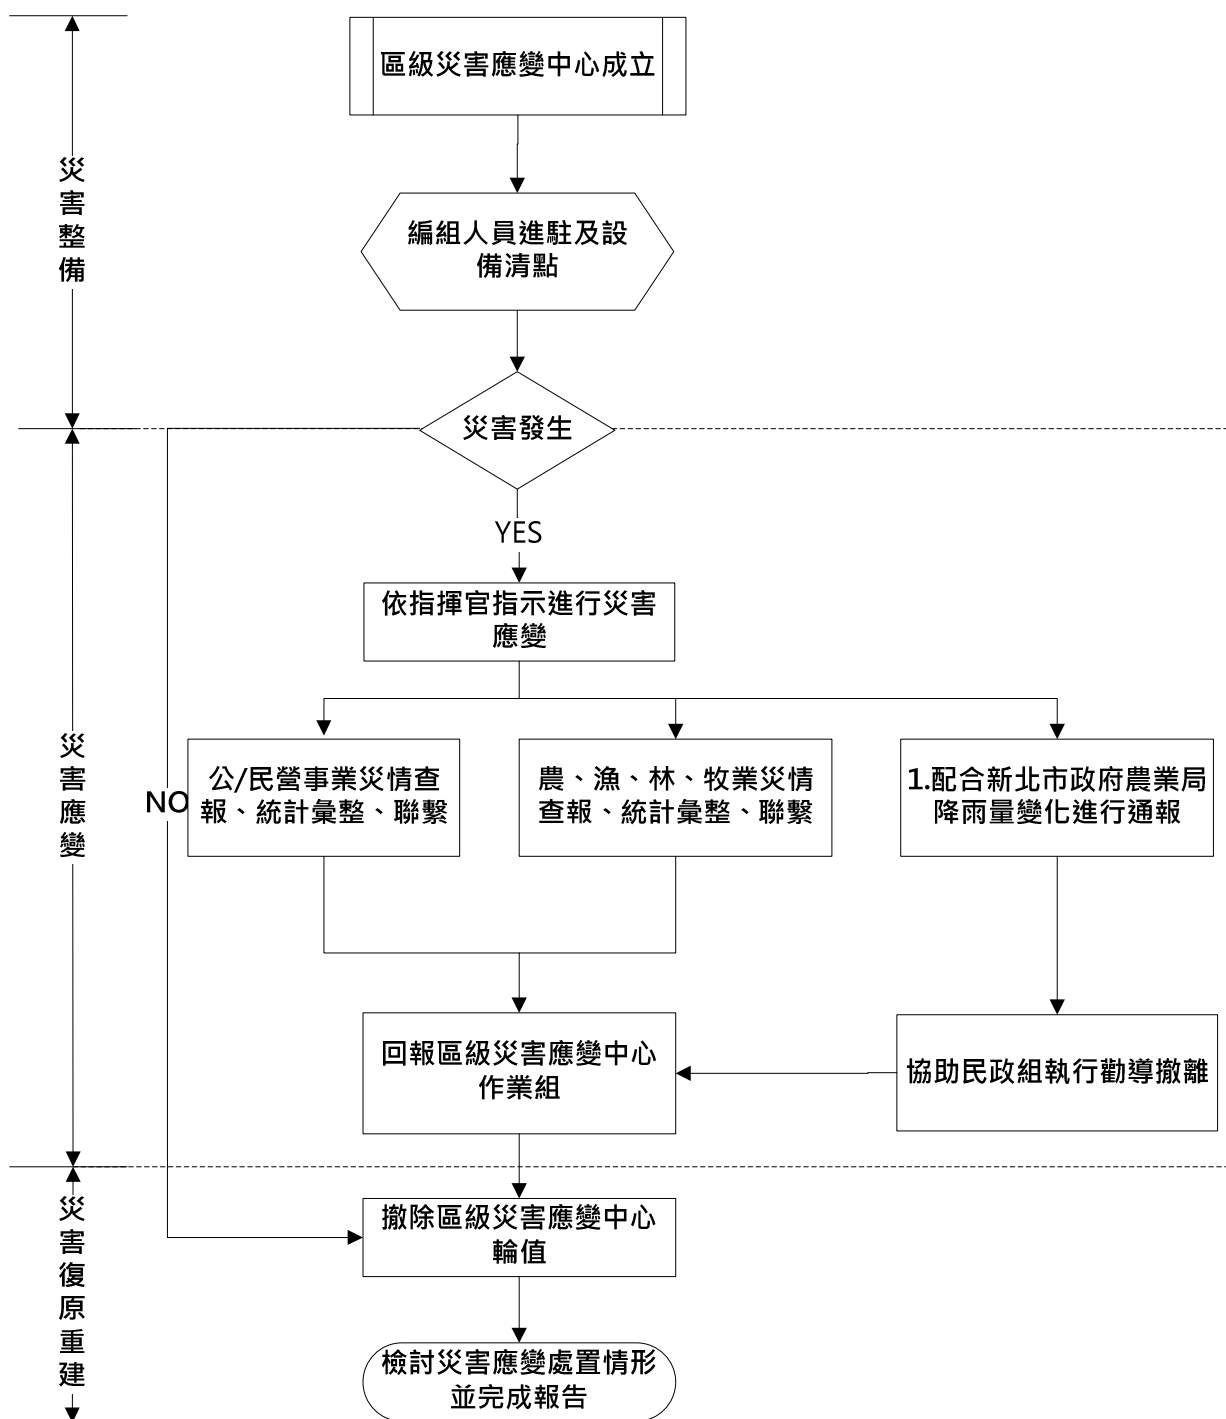 區級災害應變中心成立
災害整備
編組人員進駐及設
備清點
災害發生
YES
依指揮官指示進行災害
應變
災害應變
NO
公/民營事業災情查
報、統計彙整、聯繫
農、漁、林、牧業災情
查報、統計彙整、聯繫
1.配合新北市政府農業局
降雨量變化進行通報
回報區級災害應變中心
作業組
協助民政組執行勸導撤離
災害復原重建
撤除區級災害應變中心
輪值
檢討災害應變處置情形
並完成報告